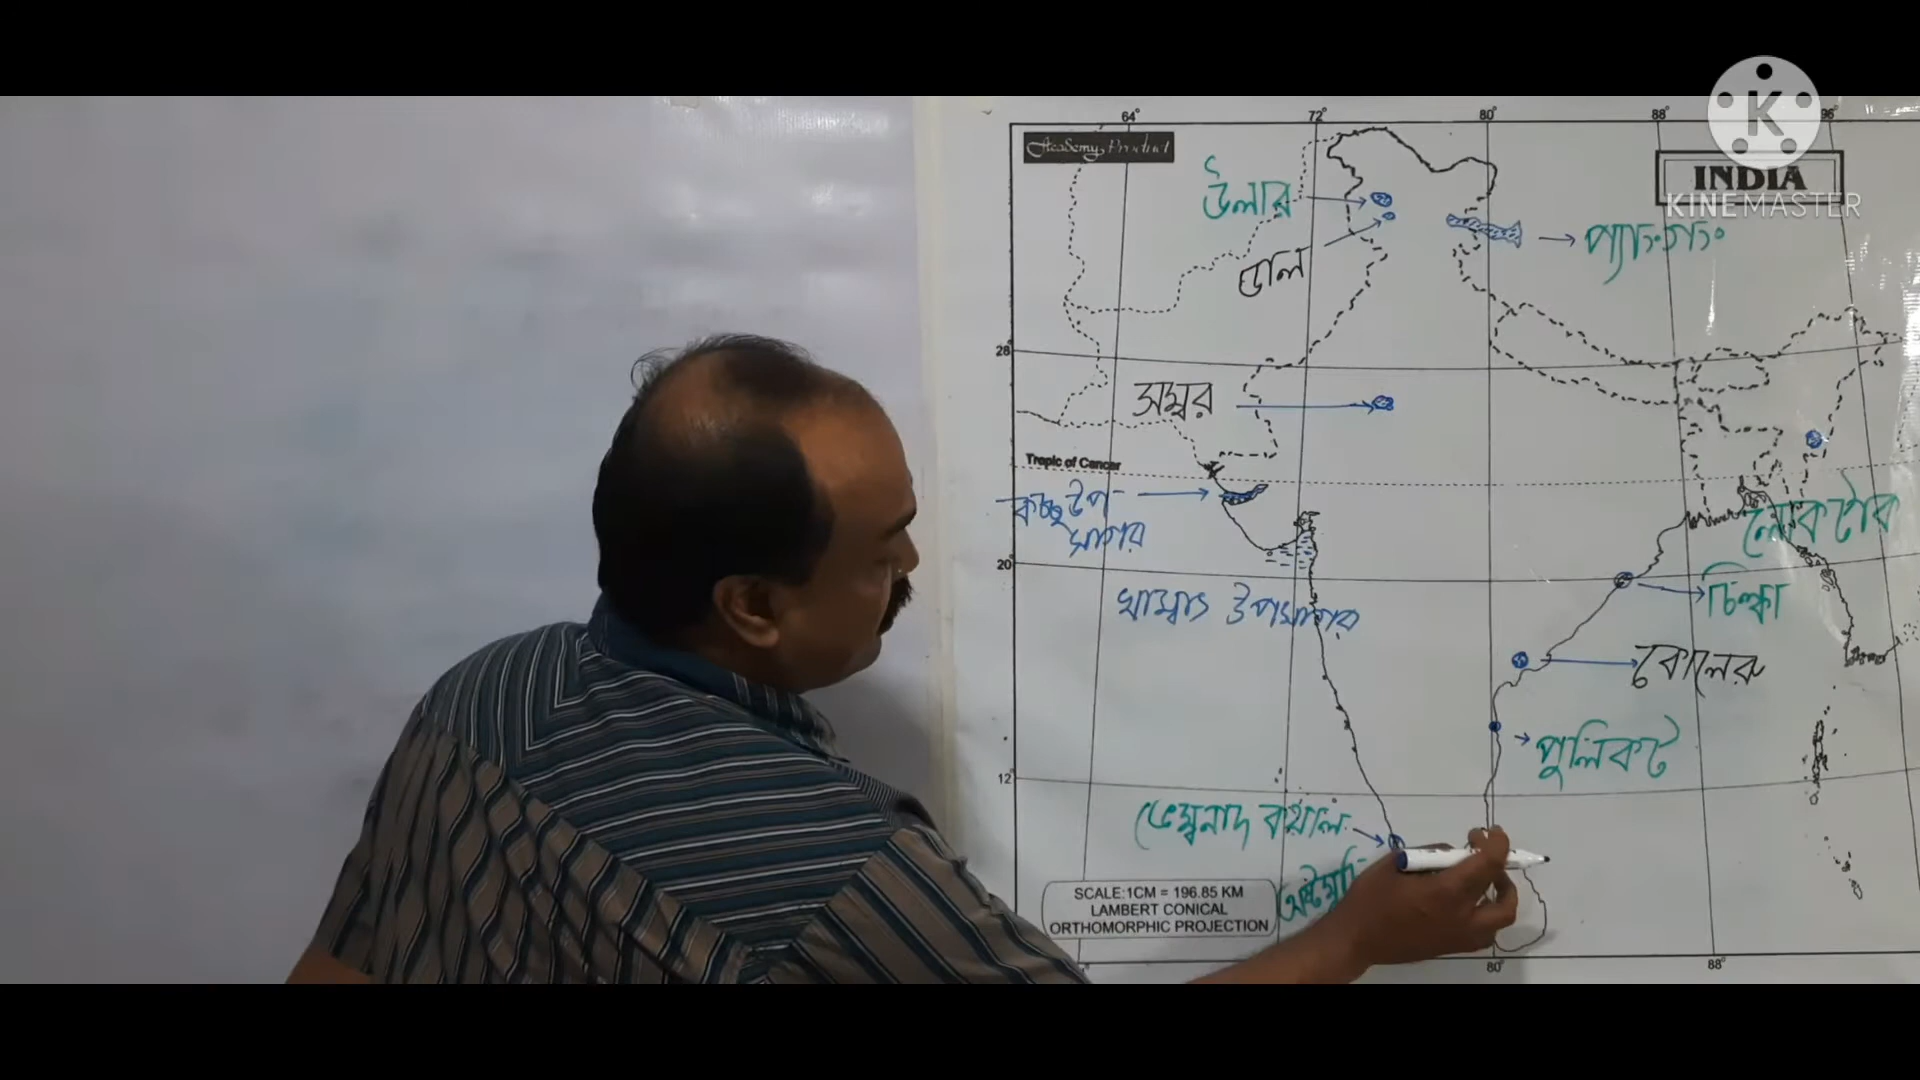 64°
72°
80°
88°
96
K
Academy Product
INDIA
KINEMASTER
উলার
ডাল
প্যাংগং
28°
সম্বর
Tropic of Cancer
কচ্ছ উপ
সাগর
লোকটাক
20°
খাম্বাৎ উপসাগর
চিল্কা
কোলেরু
পুলিকট
12°
ভেম্বনাদ কয়াল
অষ্টমুদি
SCALE:1CM = 196.85 KM
LAMBERT CONICAL
ORTHOMORPHIC PROJECTION
80°
88°